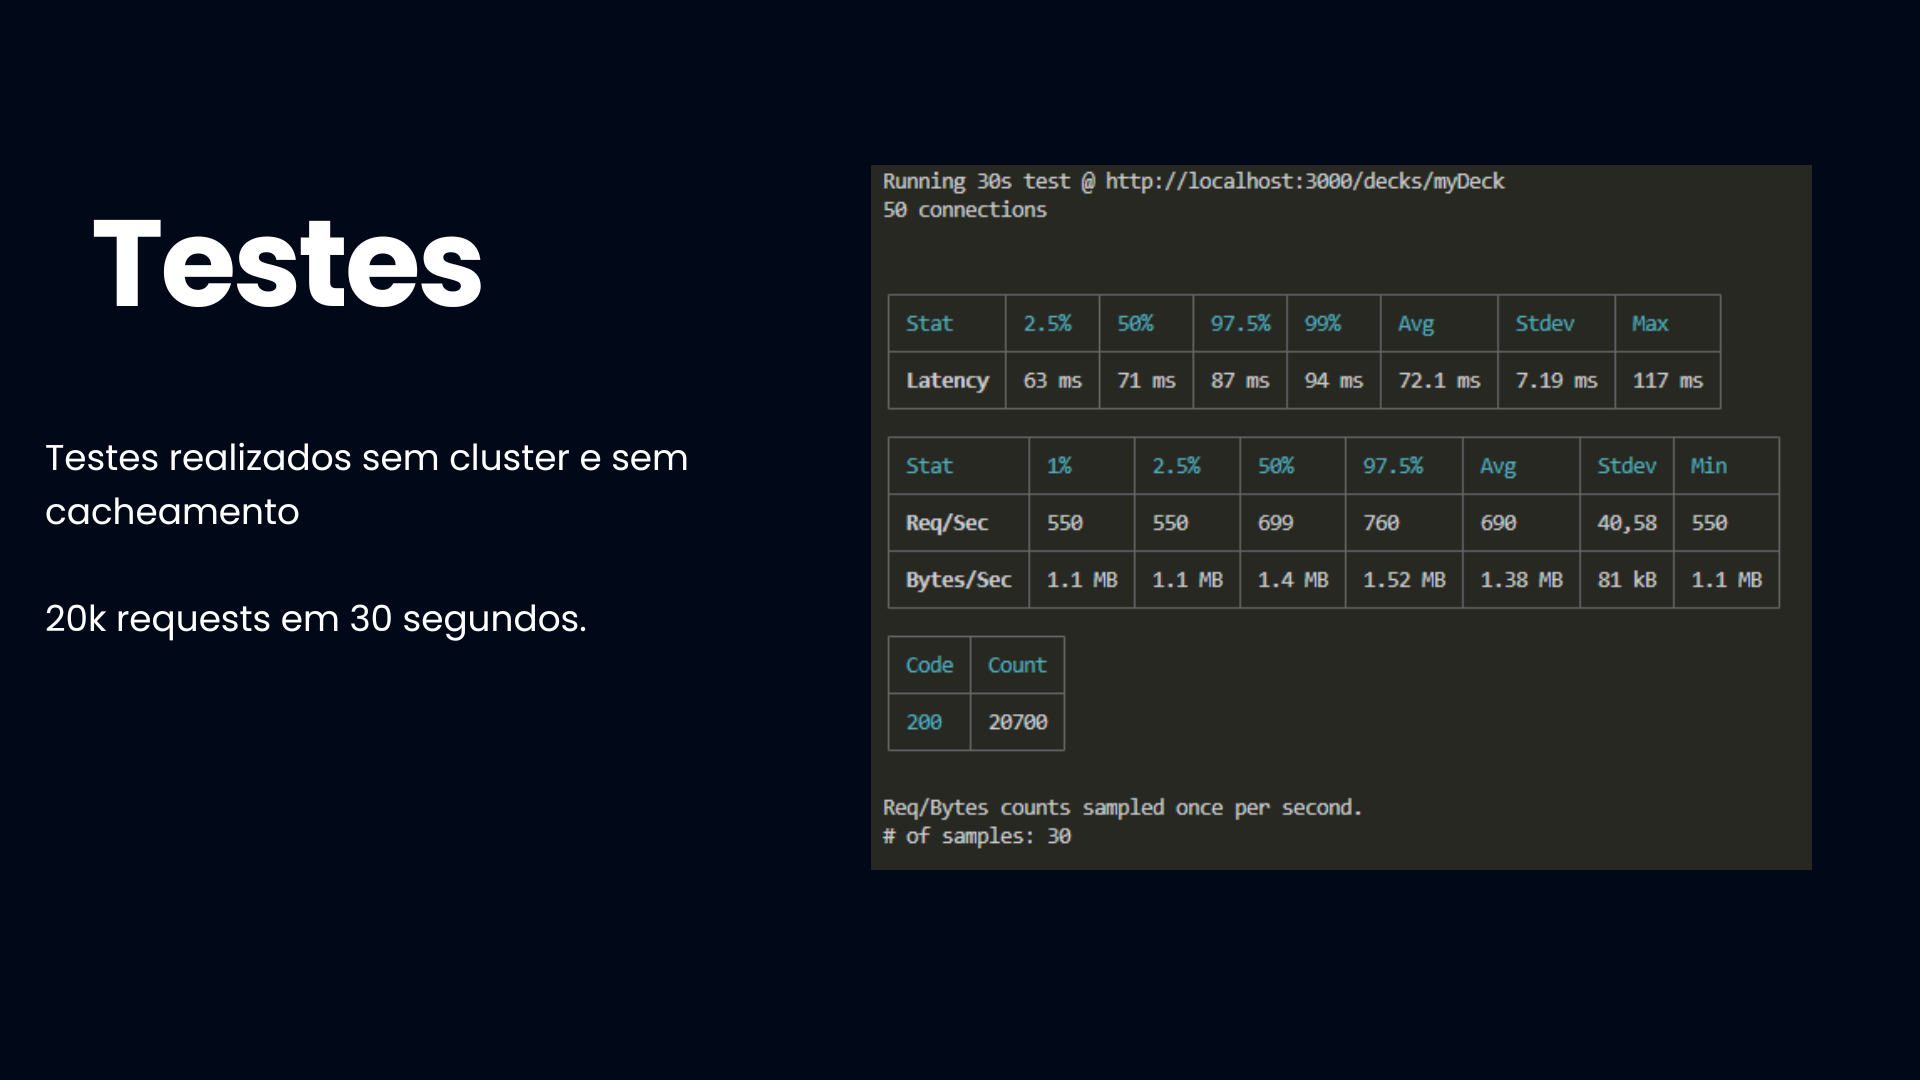 Testes
Testes realizados sem cluster e sem
cacheamento
20k requests em 30 segundos.
Running 30s test @ http://localhost:3000/decks/myDeck
50 connections
Stat 2.5% 50% 97.5% 99% Avg Stdev Max
Latency 63 ms 71 ms 87 ms 94 ms 72.1 ms 7.19 ms 117 ms
Stat 1% 2.5% 50% 97.5% Avg Stdev Min
Req/Sec 550 550 699 760 690 40,58 550
Bytes/Sec 1.1 MB 1.1 MB 1.4 MB 1.52 MB 1.38 MB 81 kB 1.1 MB
Code Count
200 20700
Req/Bytes counts sampled once per second.
# of samples: 30